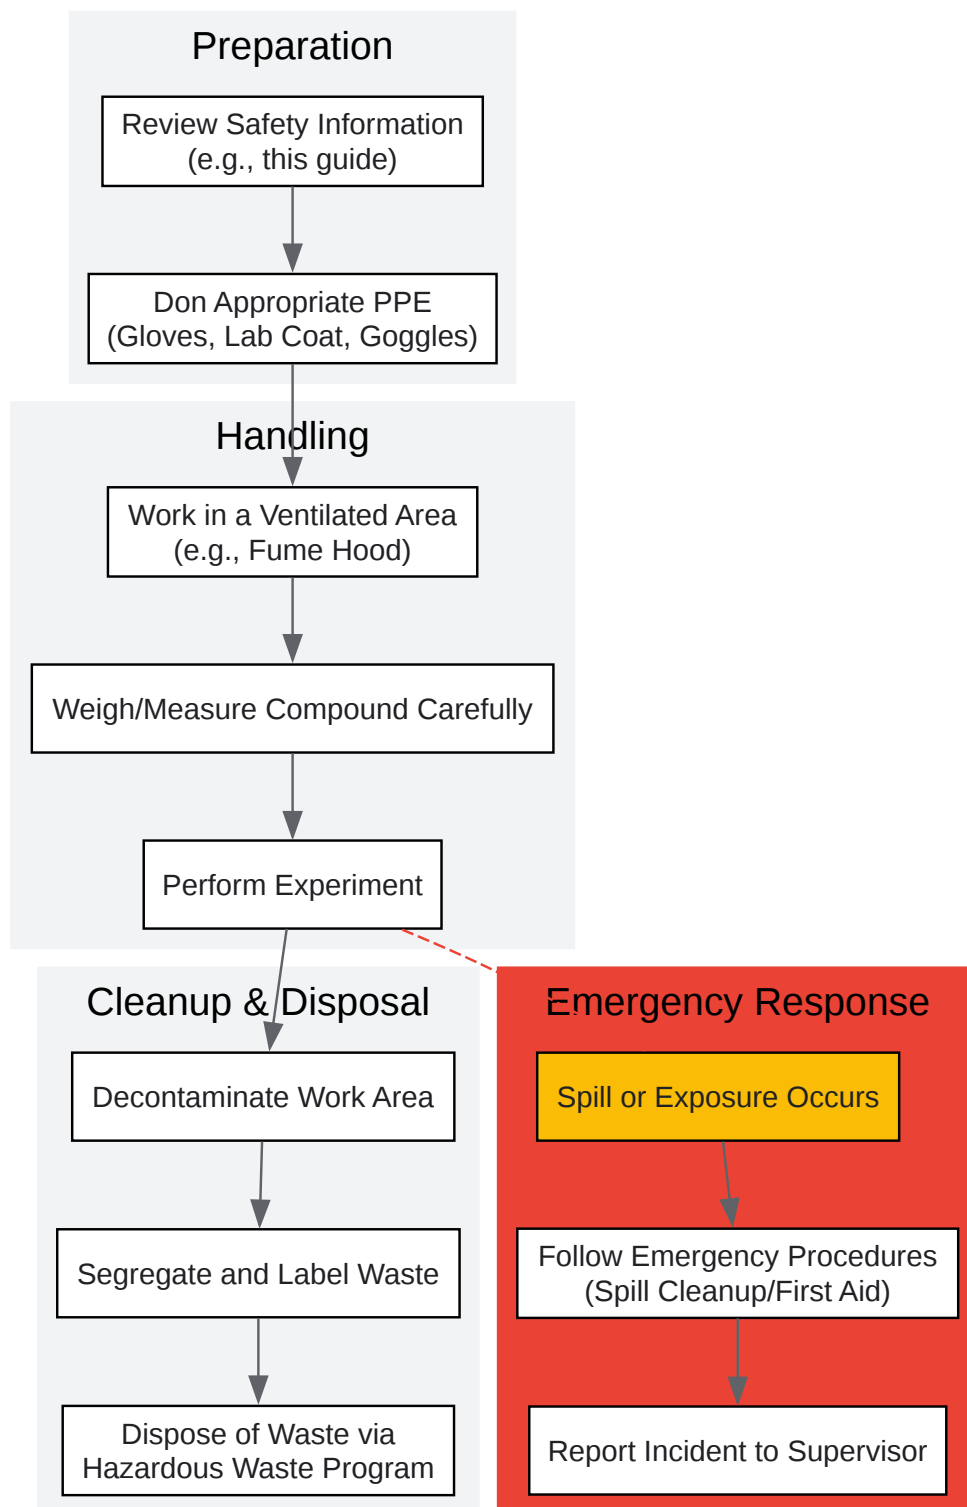 Preparation
Review Safety Information
(e.g., this guide)
Don Appropriate PPE
(Gloves, Lab Coat, Goggles)
Handling
Work in a Ventilated Area
(e.g., Fume Hood)
Weigh/Measure Compound Carefully
Perform Experiment
Cleanup & Disposal
Decontaminate Work Area
Segregate and Label Waste
Dispose of Waste via
Hazardous Waste Program
Emergency Response
Spill or Exposure Occurs
Follow Emergency Procedures
(Spill Cleanup/First Aid)
Report Incident to Supervisor